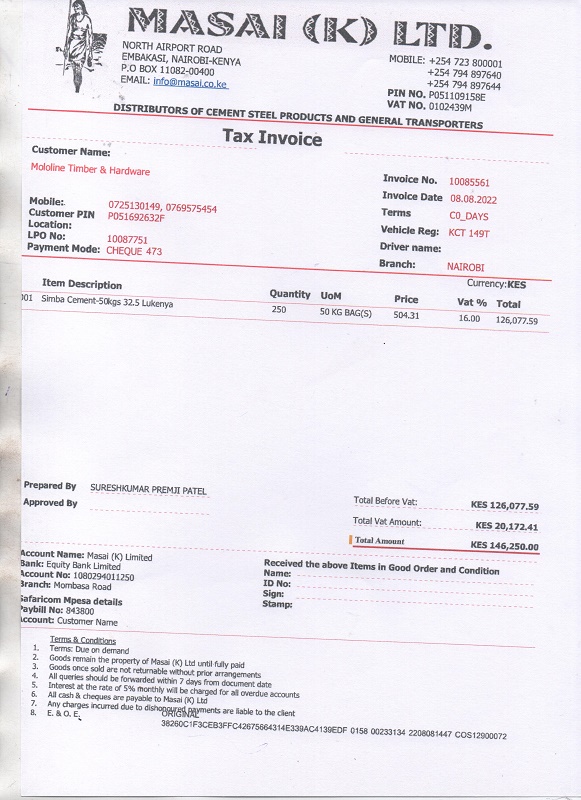 MASAI (K) LTD.
NORTH AIRPORT ROAD
EMBAKASI, NAIROBI-KENYA
P.O BOX 11082-00400
EMAIL: info@masai.co.ke
MOBILE: +254 723 800001
+254 794 897640
+254 794 897644
PIN NO. P051109158E
VAT NO. 0102439M
DISTRIBUTORS OF CEMENT STEEL PRODUCTS AND GENERAL TRANSPORTERS
Tax Invoice
Customer Name:
Mololine Timber & Hardware
Mobile: 0725130149, 0769575454
Customer PIN P051692632F
Location:
LPO No: 10087751
Payment Mode: CHEQUE 473
Invoice No. 10085561
Invoice Date 08.08.2022
Terms C0_DAYS
Vehicle Reg: KCT 149T
Driver name:
Branch: NAIROBI
Currency:KES
Item Description Quantity UoM Price Vat % Total
001 Simba Cement-50kgs 32.5 Lukenya 250 50 KG BAG(S) 504.31 16.00 126,077.59
Prepared By SURESHKUMAR PREMJI PATEL
Approved By
Total Before Vat: KES 126,077.59
Total Vat Amount: KES 20,172.41
Total Amount KES 146,250.00
Account Name: Masai (K) Limited
Bank: Equity Bank Limited
Account No: 1080294011250
Branch: Mombasa Road
Safaricom Mpesa details
Paybill No: 843800
Account: Customer Name
Received the above Items in Good Order and Condition
Name:
ID No:
Sign:
Stamp:
Terms & Conditions
1. Terms: Due on demand
2. Goods remain the property of Masai (K) Ltd until fully paid
3. Goods once sold are not returnable without prior arrangements
4. All queries should be forwarded within 7 days from document date
5. Interest at the rate of 5% monthly will be charged for all overdue accounts
6. All cash & cheques are payable to Masai (K) Ltd
7. Any charges incurred due to dishonoured payments are liable to the client
8. E. & O. E.
ORIGINAL
38260C1F3CEB3FFC42675664314E339AC4139EDF 0158 00233134 2208081447 COS12900072